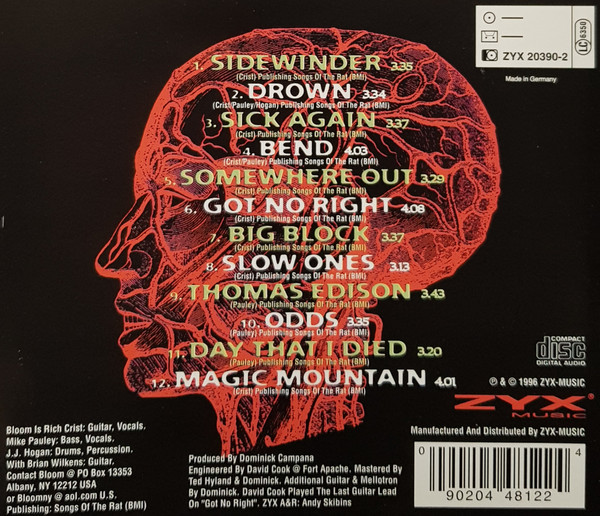 ZYX 20390-2
LC 6350
Made in Germany
1. SIDEWINDER 3.35
(Crist) Publishing Songs Of The Rat (BMI)
2. DROWN 3.34
(Crist/Pauley/Hogan) Publishing Songs Of The Rat (BMI)
3. SICK AGAIN 3.37
(Crist) Publishing Songs Of The Rat (BMI)
4. BEND 4.03
(Crist/Pauley) Publishing Songs Of The Rat (BMI)
5. SOMEWHERE OUT 3.29
(Crist) Publishing Songs Of The Rat (BMI)
6. GOT NO RIGHT 4.08
(Crist) Publishing Songs Of The Rat (BMI)
7. BIG BLOCK 3.37
(Crist) Publishing Songs Of The Rat (BMI)
8. SLOW ONES 3.13
(Crist) Publishing Songs Of The Rat (BMI)
9. THOMAS EDISON 3.43
(Pauley) Publishing Songs Of The Rat (BMI)
10. ODDS 3.35
(Pauley) Publishing Songs Of The Rat (BMI)
11. DAY THAT I DIED 3.20
(Crist) Publishing Songs Of The Rat (BMI)
12. MAGIC MOUNTAIN 4.01
(Crist) Publishing Songs Of The Rat (BMI)
COMPACT
disc
DIGITAL AUDIO
℗ & © 1996 ZYX-MUSIC
ZYX®
MUSIC
Manufactured And Distributed By ZYX-MUSIC
Bloom Is Rich Crist: Guitar, Vocals.
Mike Pauley: Bass, Vocals.
J.J. Hogan: Drums, Percussion.
With Brian Wilkens: Guitar.
Contact Bloom @ PO Box 13353
Albany, NY 12212 USA
or Bloomny @ aol.com U.S.
Publishing: Songs of The Rat (BMI)
Produced By Dominick Campana
Engineered By David Cook @ Fort Apache. Mastered By
Ted Hyland & Dominick. Additional Guitar & Mellotron
By Dominick. David Cook Played The Last Guitar Lead
On "Got No Right". ZYX A&R: Andy Skibins
0 4
90204 48122